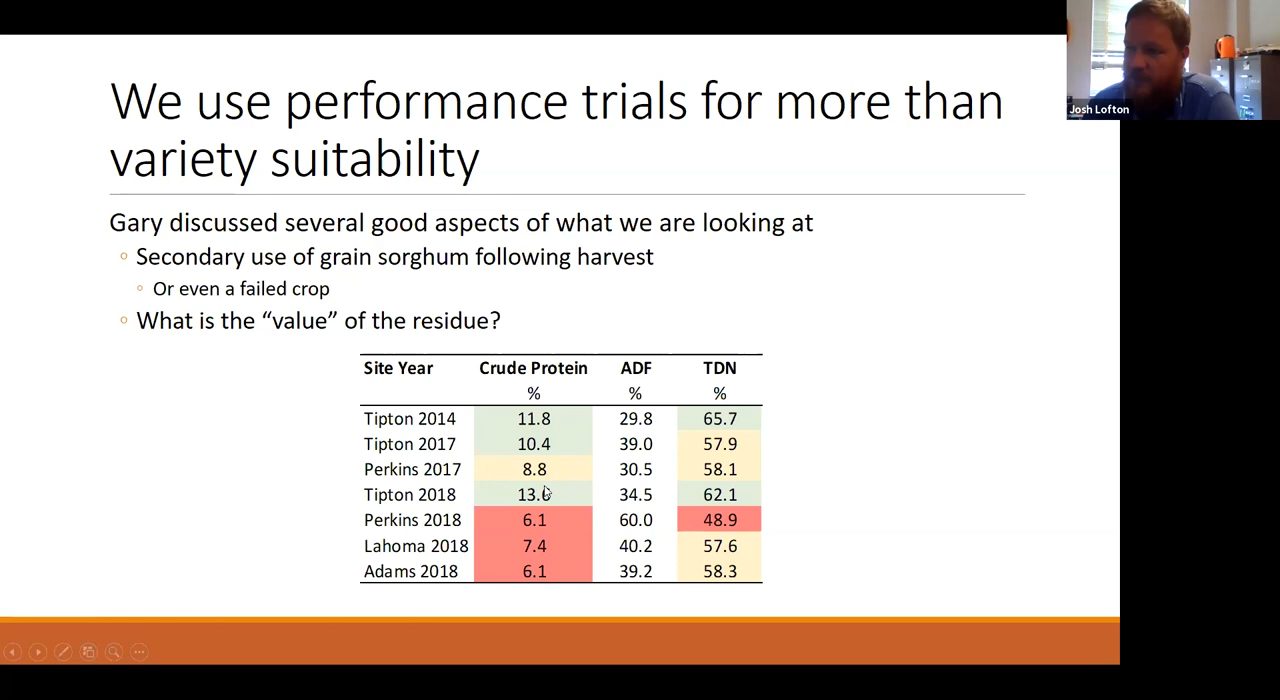 Josh Lofton
We use performance trials for more than
variety suitability
Gary discussed several good aspects of what we are looking at
Secondary use of grain sorghum following harvest
Or even a failed crop
What is the “value” of the residue?
Site Year Crude Protein ADF TDN
% % %
Tipton 2014 11.8 29.8 65.7
Tipton 2017 10.4 39.0 57.9
Perkins 2017 8.8 30.5 58.1
Tipton 2018 34.5 62.1
Perkins 2018 6.1 60.0 48.9
Lahoma 2018 7.4 40.2 57.6
Adams 2018 6.1 39.2 58.3